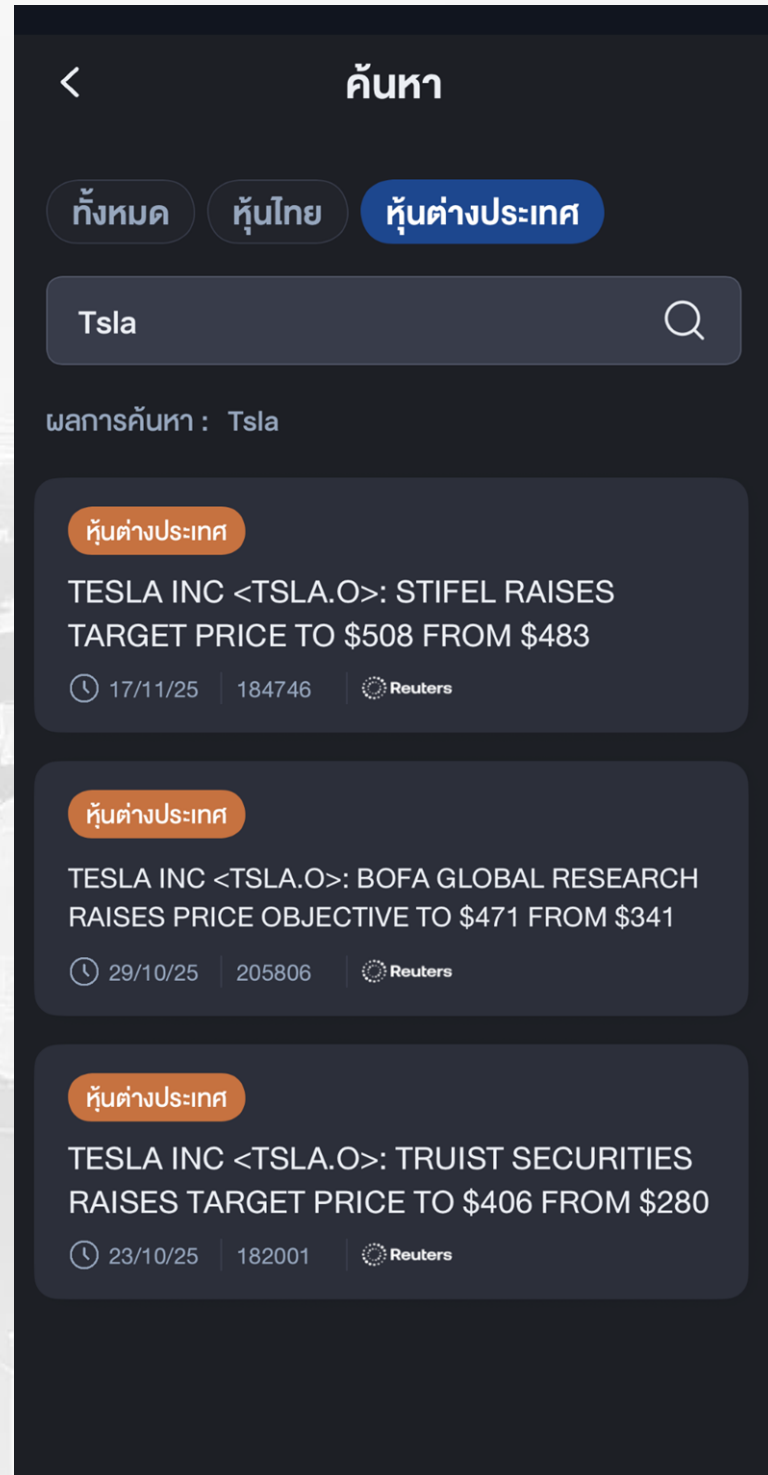 ค้นหา
ทั้งหมด หุ้นไทย หุ้นต่างประเทศ
Tsla
ผลการค้นหา : Tsla
หุ้นต่างประเทศ
TESLA INC <TSLA.O>: STIFEL RAISES
TARGET PRICE TO $508 FROM $483
17/11/25 184746 Reuters
หุ้นต่างประเทศ
TESLA INC <TSLA.O>: BOFA GLOBAL RESEARCH
RAISES PRICE OBJECTIVE TO $471 FROM $341
29/10/25 205806 Reuters
หุ้นต่างประเทศ
TESLA INC <TSLA.O>: TRUIST SECURITIES
RAISES TARGET PRICE TO $406 FROM $280
23/10/25 182001 Reuters